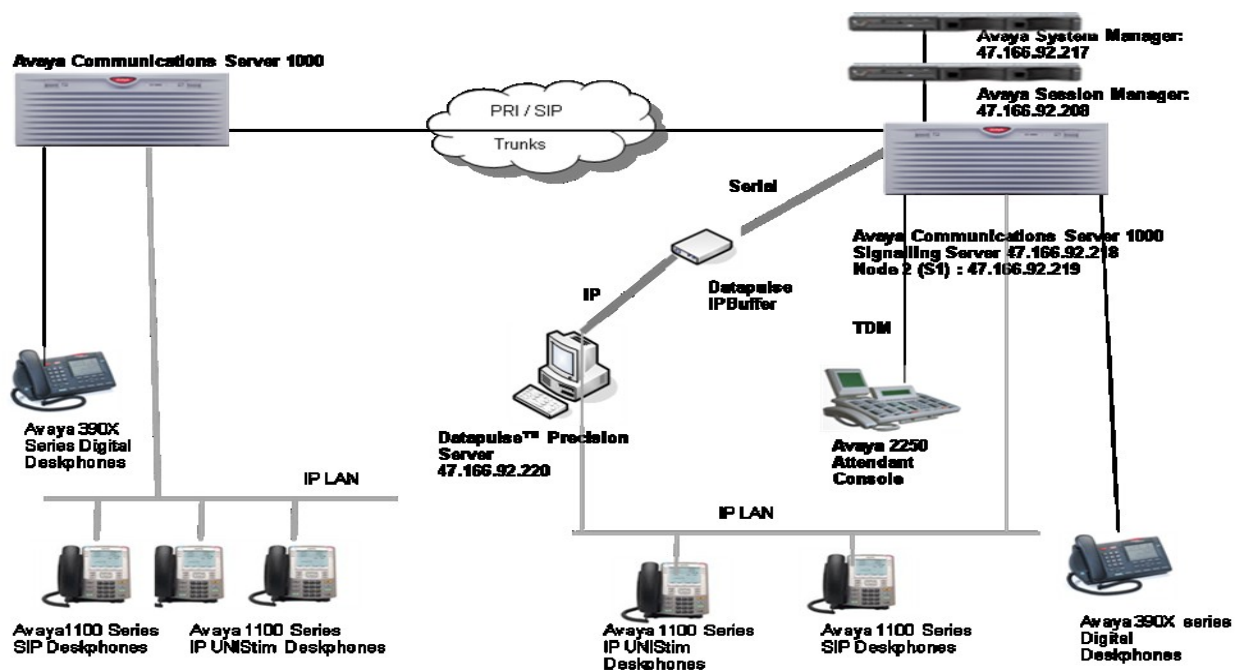 Avaya System Manager:
47.166.92.217
Avaya Communications Server 1000
Avaya Session Manager:
47.166.92.208
PRI / SIP
Trunks
Serial
Avaya Communications Server 1000
Signalling Server 47.166.92.218
Node 2 (S1) : 47.166.92.219
Datapulse
IPBuffer
IP
TDM
Avaya 390X
Series Digital
Deskphones
Datapulse™ Precision
Server
47.166.92.220
Avaya 2250
Attendant
Console
IP LAN
IP LAN
Avaya1100 Series
SIP Deskphones
Avaya 1100 Series
IP UNIStim Deskphones
Avaya 1100 Series
IP UNIStim
Deskphones
Avaya 1100 Series
SIP Deskphones
Avaya 390X series
Digital
Deskphones